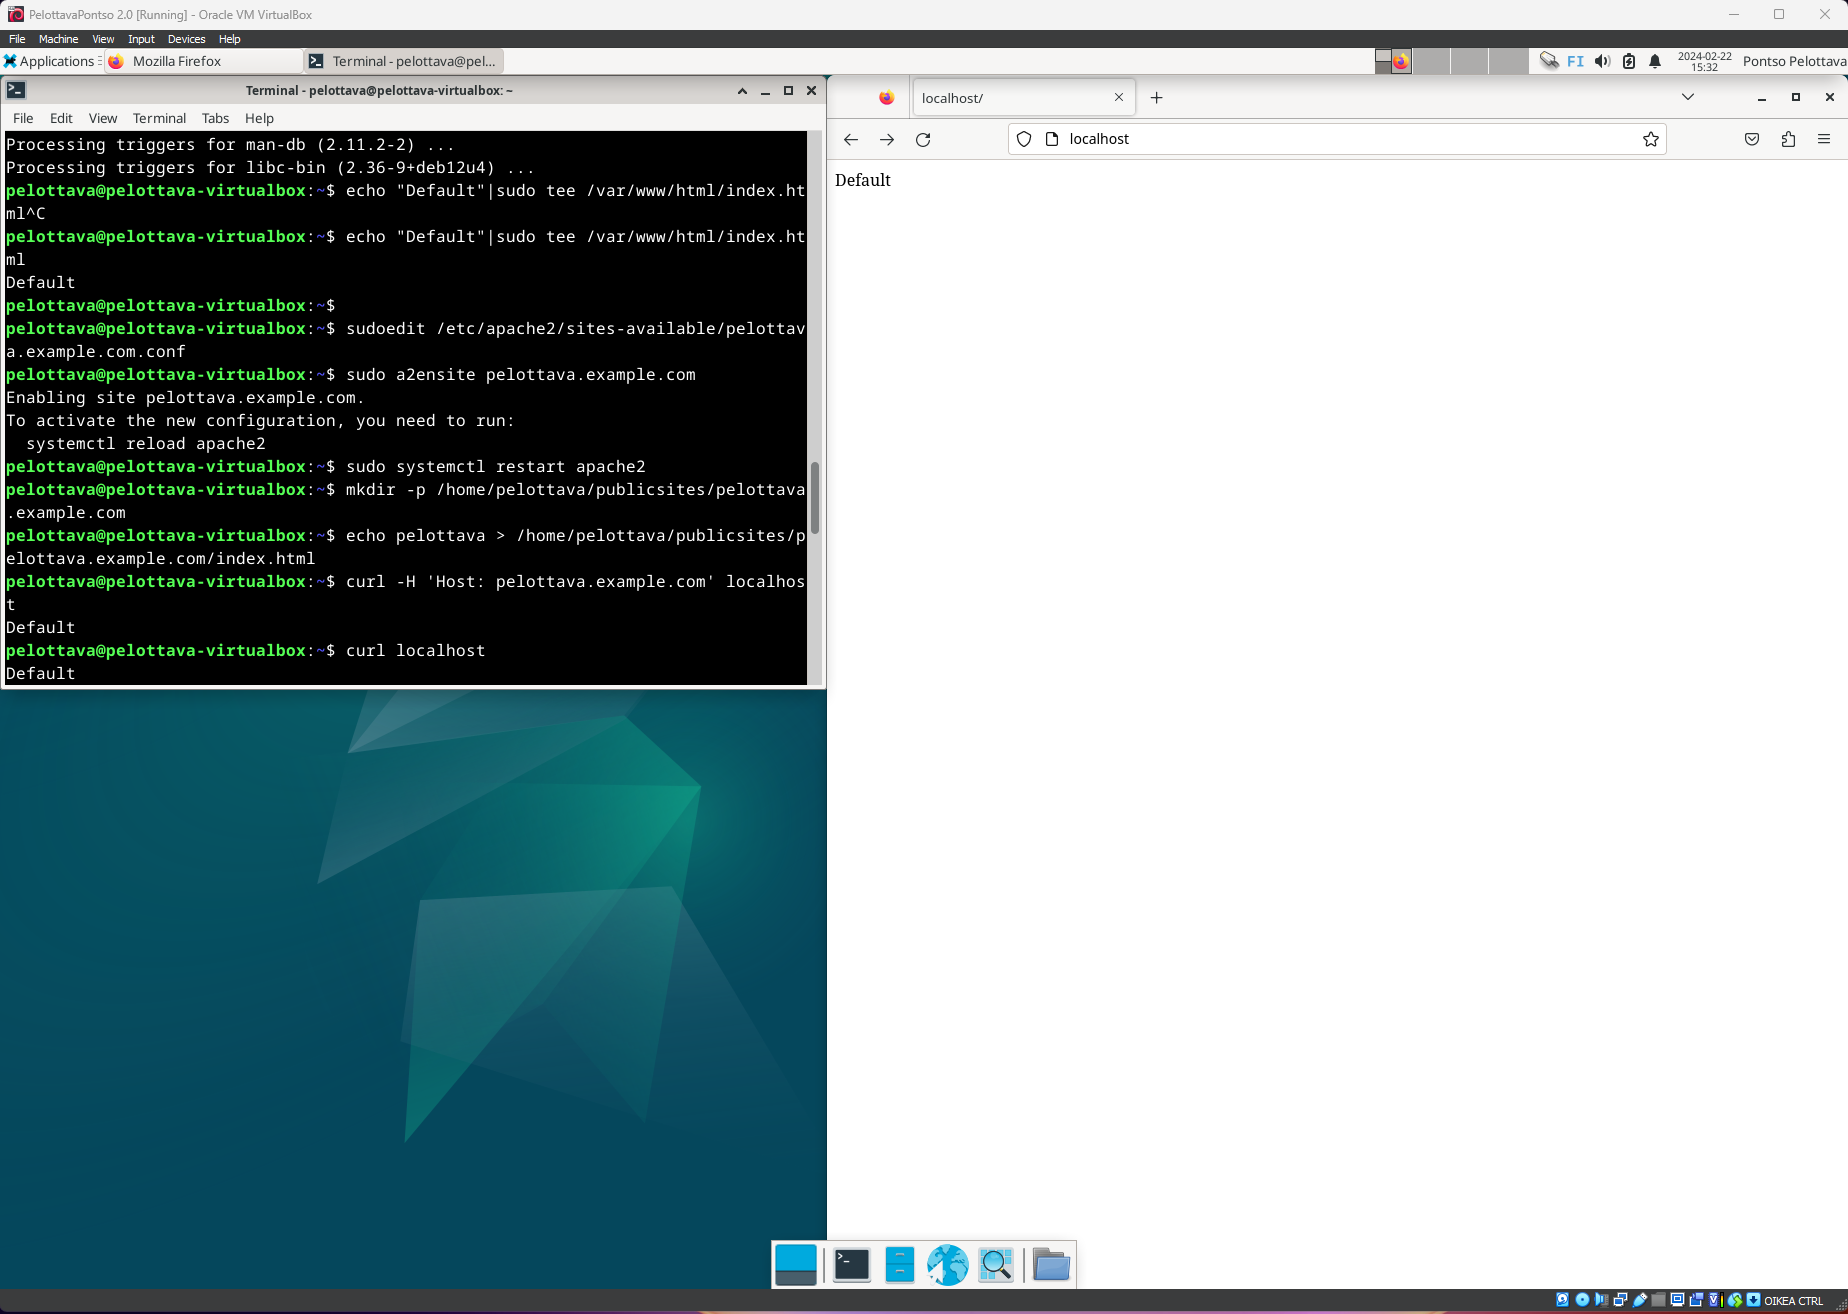 PelottavaPontso 2.0 [Running] - Oracle VM VirtualBox
File Machine View Input Devices Help
Applications Mozilla Firefox Terminal - pelottava@pel... FI 2024-02-22 15:32 Pontso Pelottava
Terminal - pelottava@pelottava-virtualbox: ~
File Edit View Terminal Tabs Help
Processing triggers for man-db (2.11.2-2) ...
Processing triggers for libc-bin (2.36-9+deb12u4) ...
pelottava@pelottava-virtualbox:~$ echo "Default"|sudo tee /var/www/html/index.ht
ml^C
pelottava@pelottava-virtualbox:~$ echo "Default"|sudo tee /var/www/html/index.ht
ml
Default
pelottava@pelottava-virtualbox:~$
pelottava@pelottava-virtualbox:~$ sudoedit /etc/apache2/sites-available/pelottav
a.example.com.conf
pelottava@pelottava-virtualbox:~$ sudo a2ensite pelottava.example.com
Enabling site pelottava.example.com.
To activate the new configuration, you need to run:
  systemctl reload apache2
pelottava@pelottava-virtualbox:~$ sudo systemctl restart apache2
pelottava@pelottava-virtualbox:~$ mkdir -p /home/pelottava/publicsites/pelottava
.example.com
pelottava@pelottava-virtualbox:~$ echo pelottava > /home/pelottava/publicsites/p
elottava.example.com/index.html
pelottava@pelottava-virtualbox:~$ curl -H 'Host: pelottava.example.com' localhos
t
Default
pelottava@pelottava-virtualbox:~$ curl localhost
Default
localhost/
localhost
Default
OIKEA CTRL